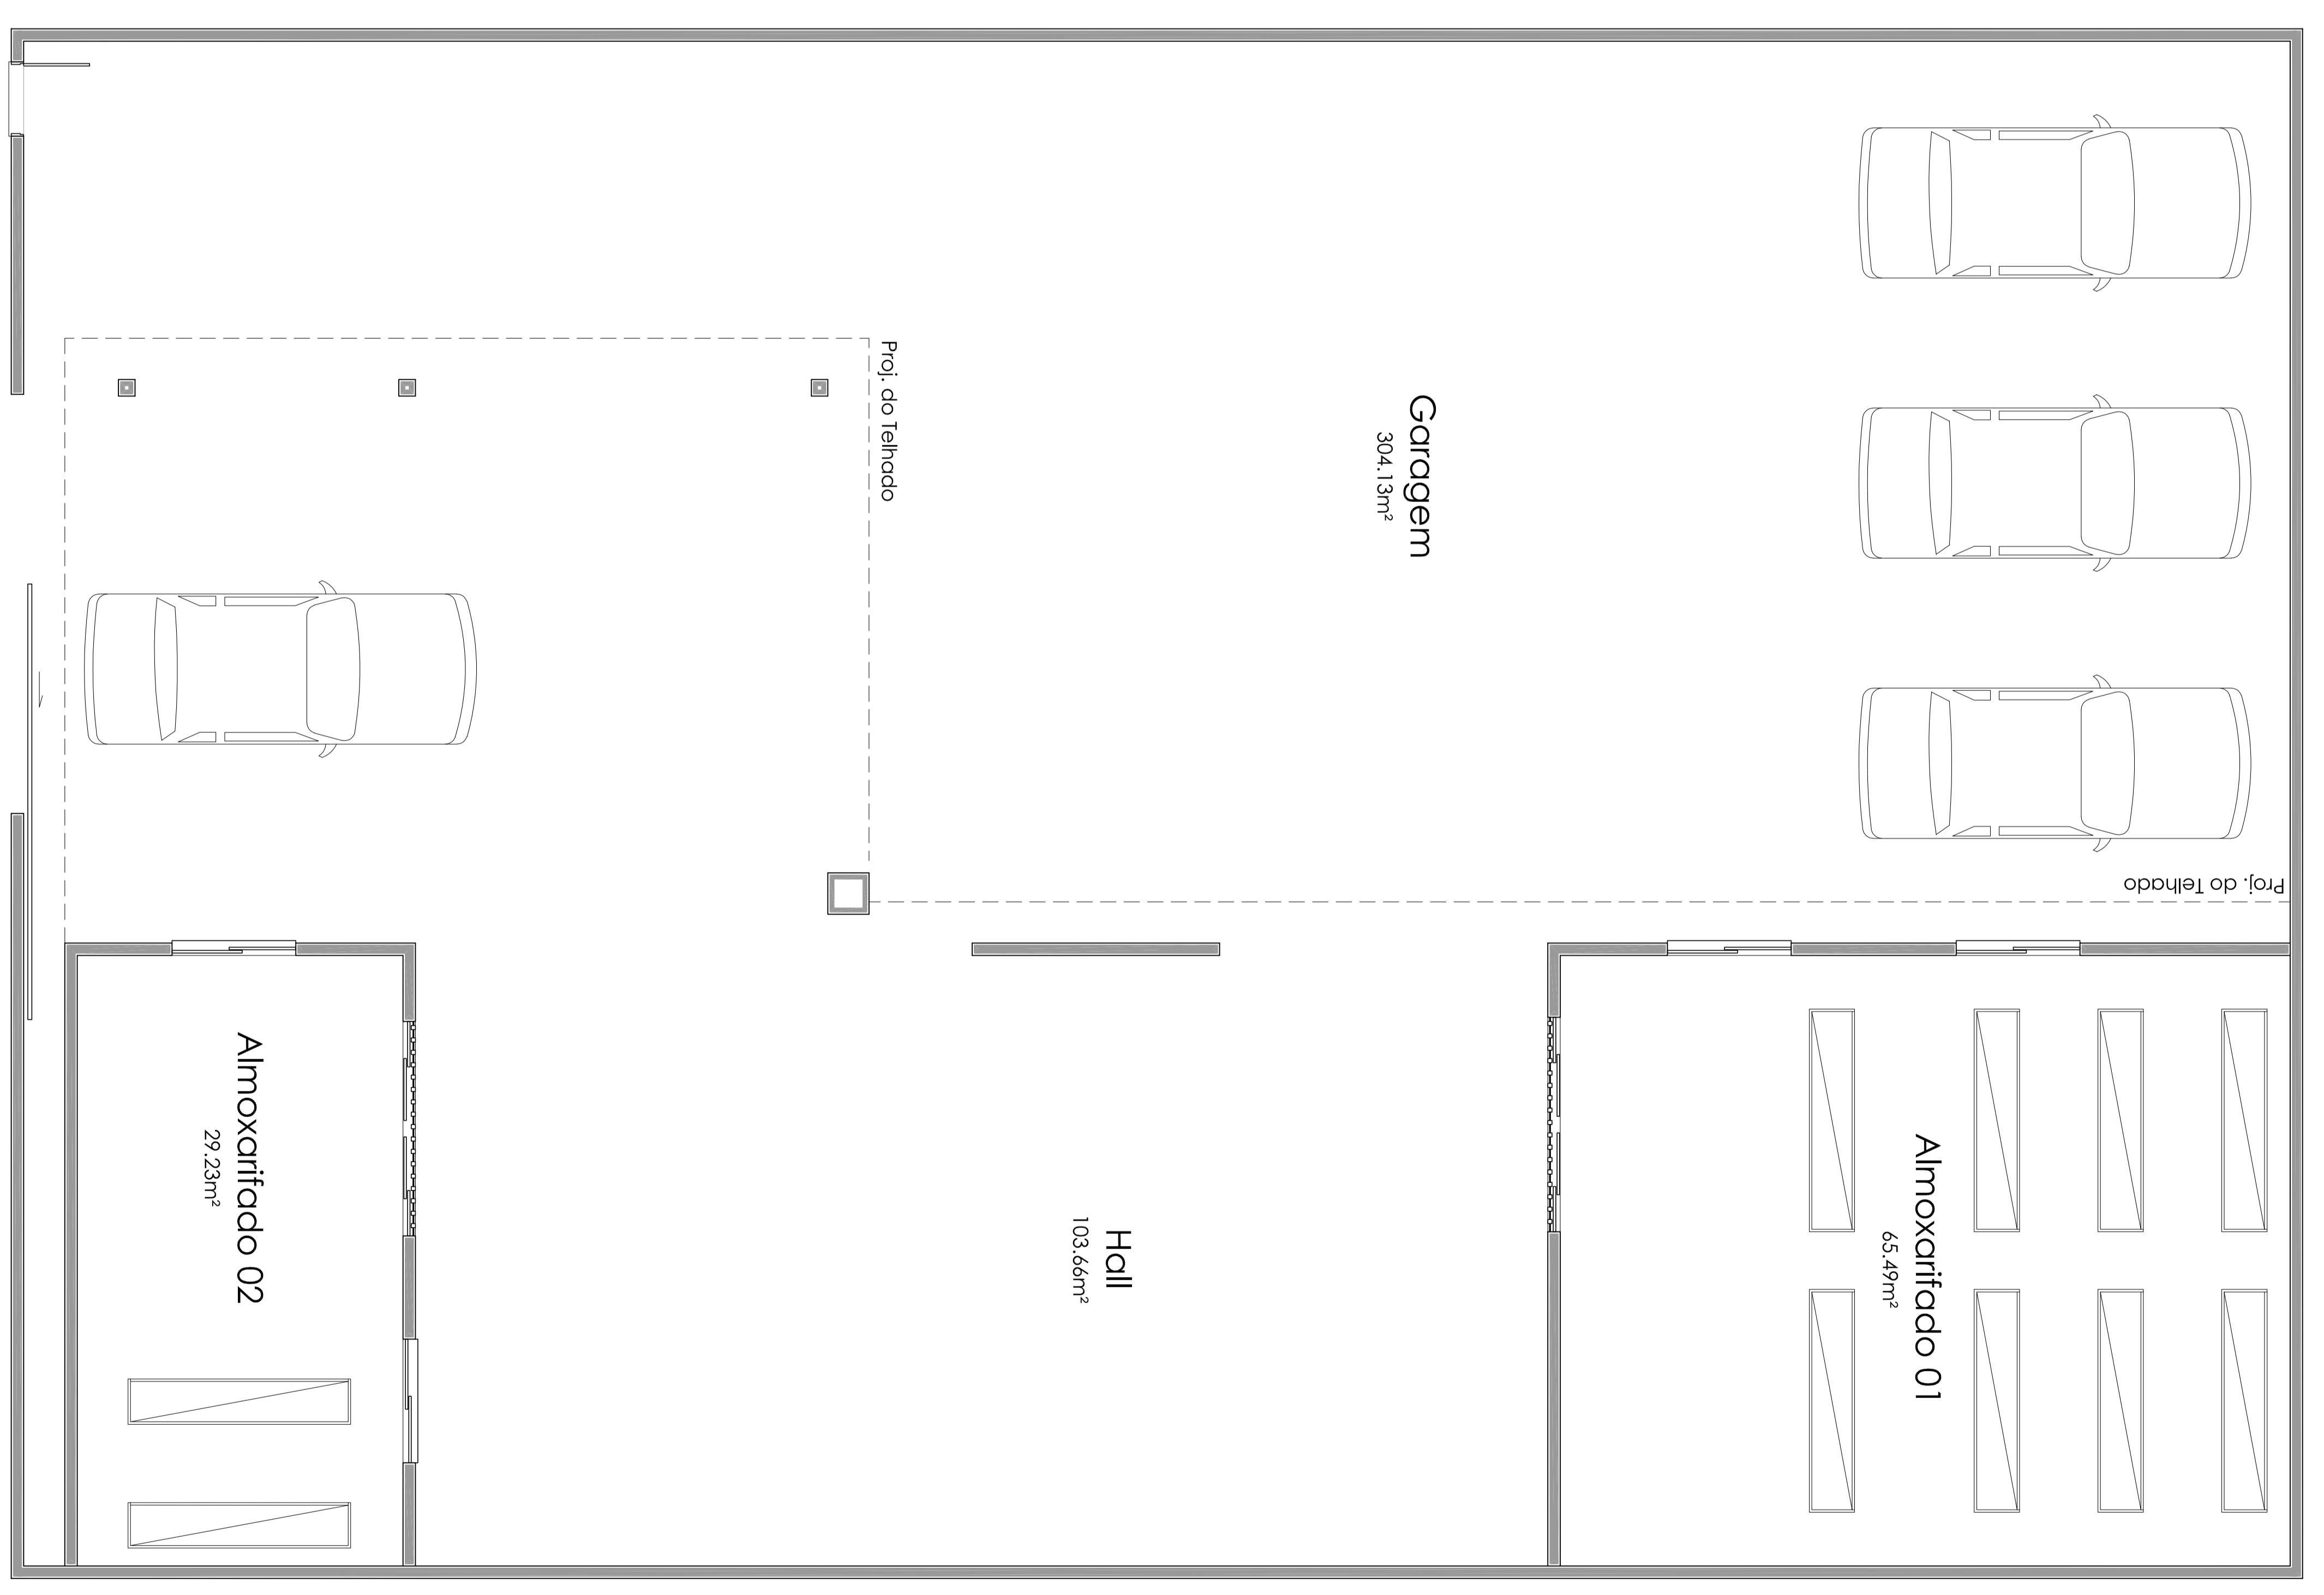 Proj. do Telhado
Garagem
304.13m²
Proj. do Telhado
Almoxarifado 02
29.23m²
Hall
103.66m²
Almoxarifado 01
65.49m²